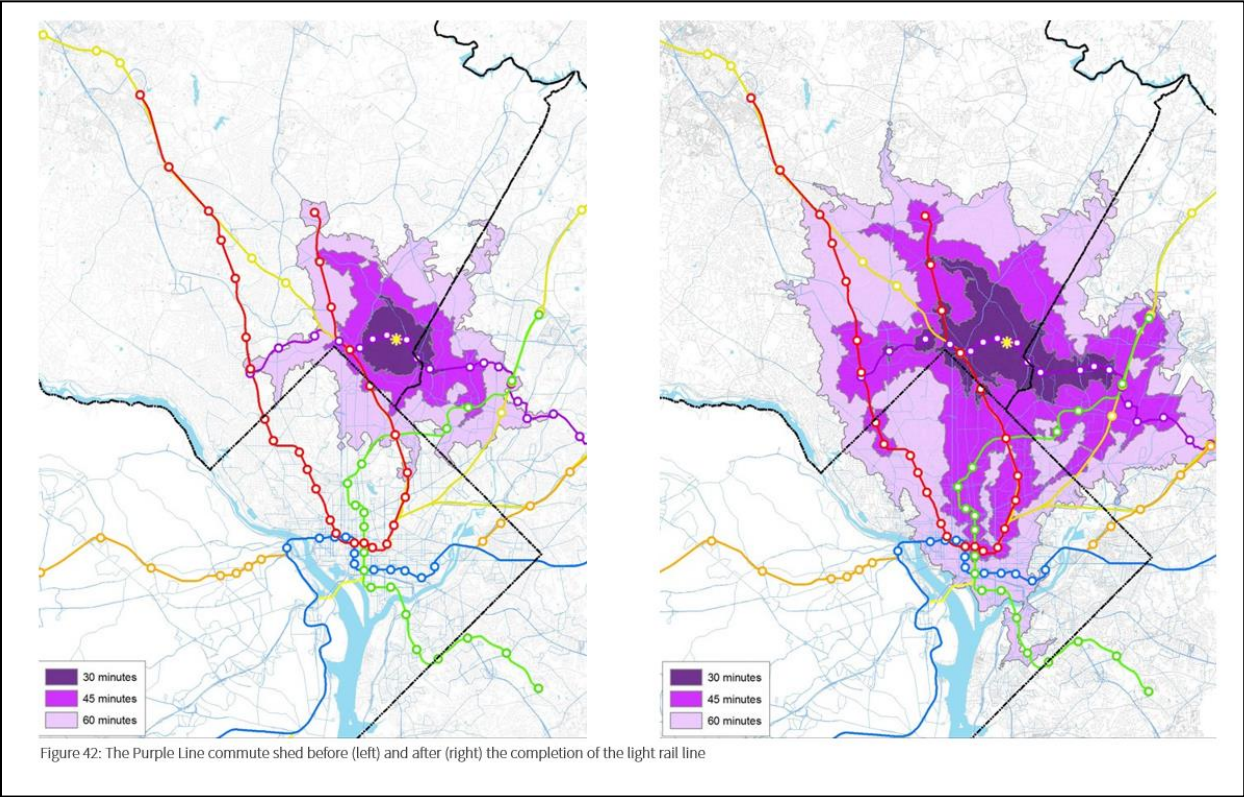 30 minutes
45 minutes
60 minutes
30 minutes
45 minutes
60 minutes
Figure 42: The Purple Line commute shed before (left) and after (right) the completion of the light rail line